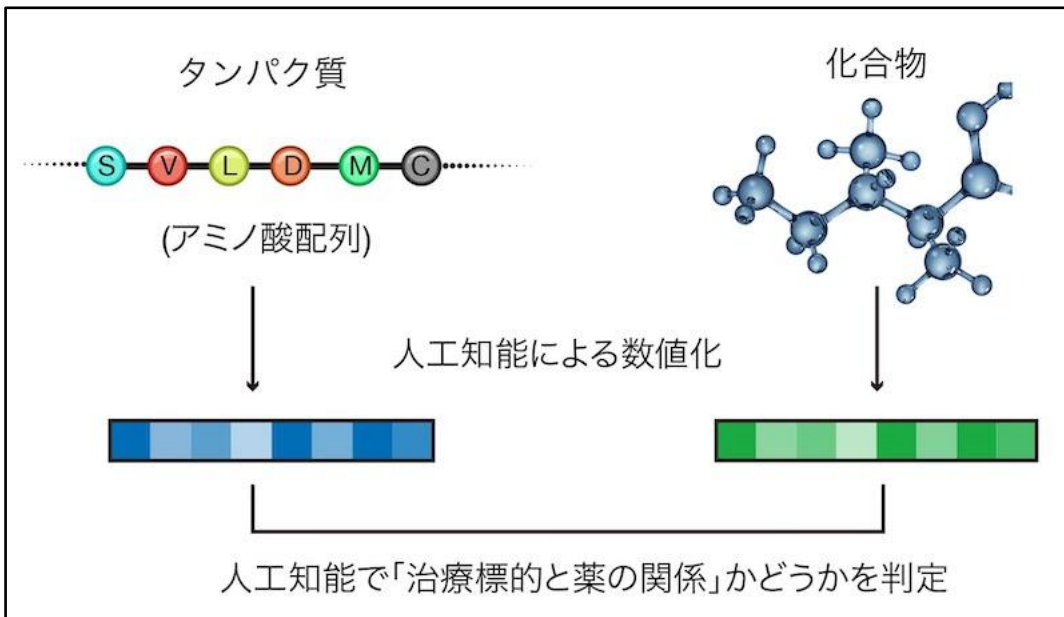 タンパク質
化合物
S V L D M C
(アミノ酸配列)
人工知能による数値化
人工知能で「治療標的と薬の関係」かどうかを判定